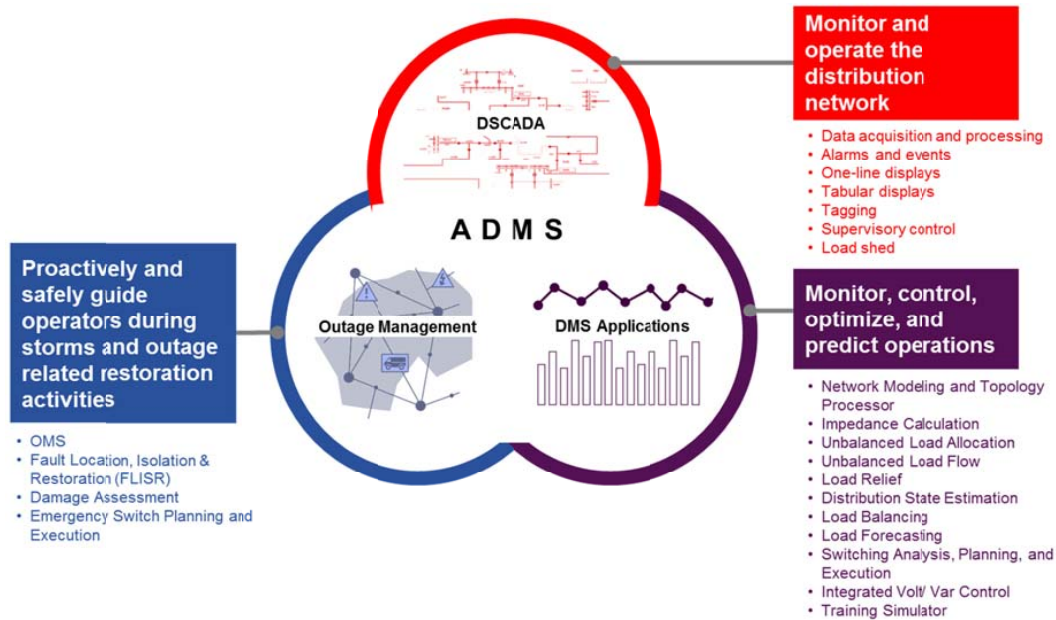 DSCADA
ADMS
Outage Management
DMS Applications
Monitor and
operate the
distribution
network
• Data acquisition and processing
• Alarms and events
• One-line displays
• Tabular displays
• Tagging
• Supervisory control
• Load shed
Proactively and
safely guide
operators during
storms and outage
related restoration
activities
• OMS
• Fault Location, Isolation &
Restoration (FLISR)
• Damage Assessment
• Emergency Switch Planning and
Execution
Monitor, control,
optimize, and
predict operations
• Network Modeling and Topology
Processor
• Impedance Calculation
• Unbalanced Load Allocation
• Unbalanced Load Flow
• Load Relief
• Distribution State Estimation
• Load Balancing
• Load Forecasting
• Switching Analysis, Planning, and
Execution
• Integrated Volt/ Var Control
• Training Simulator